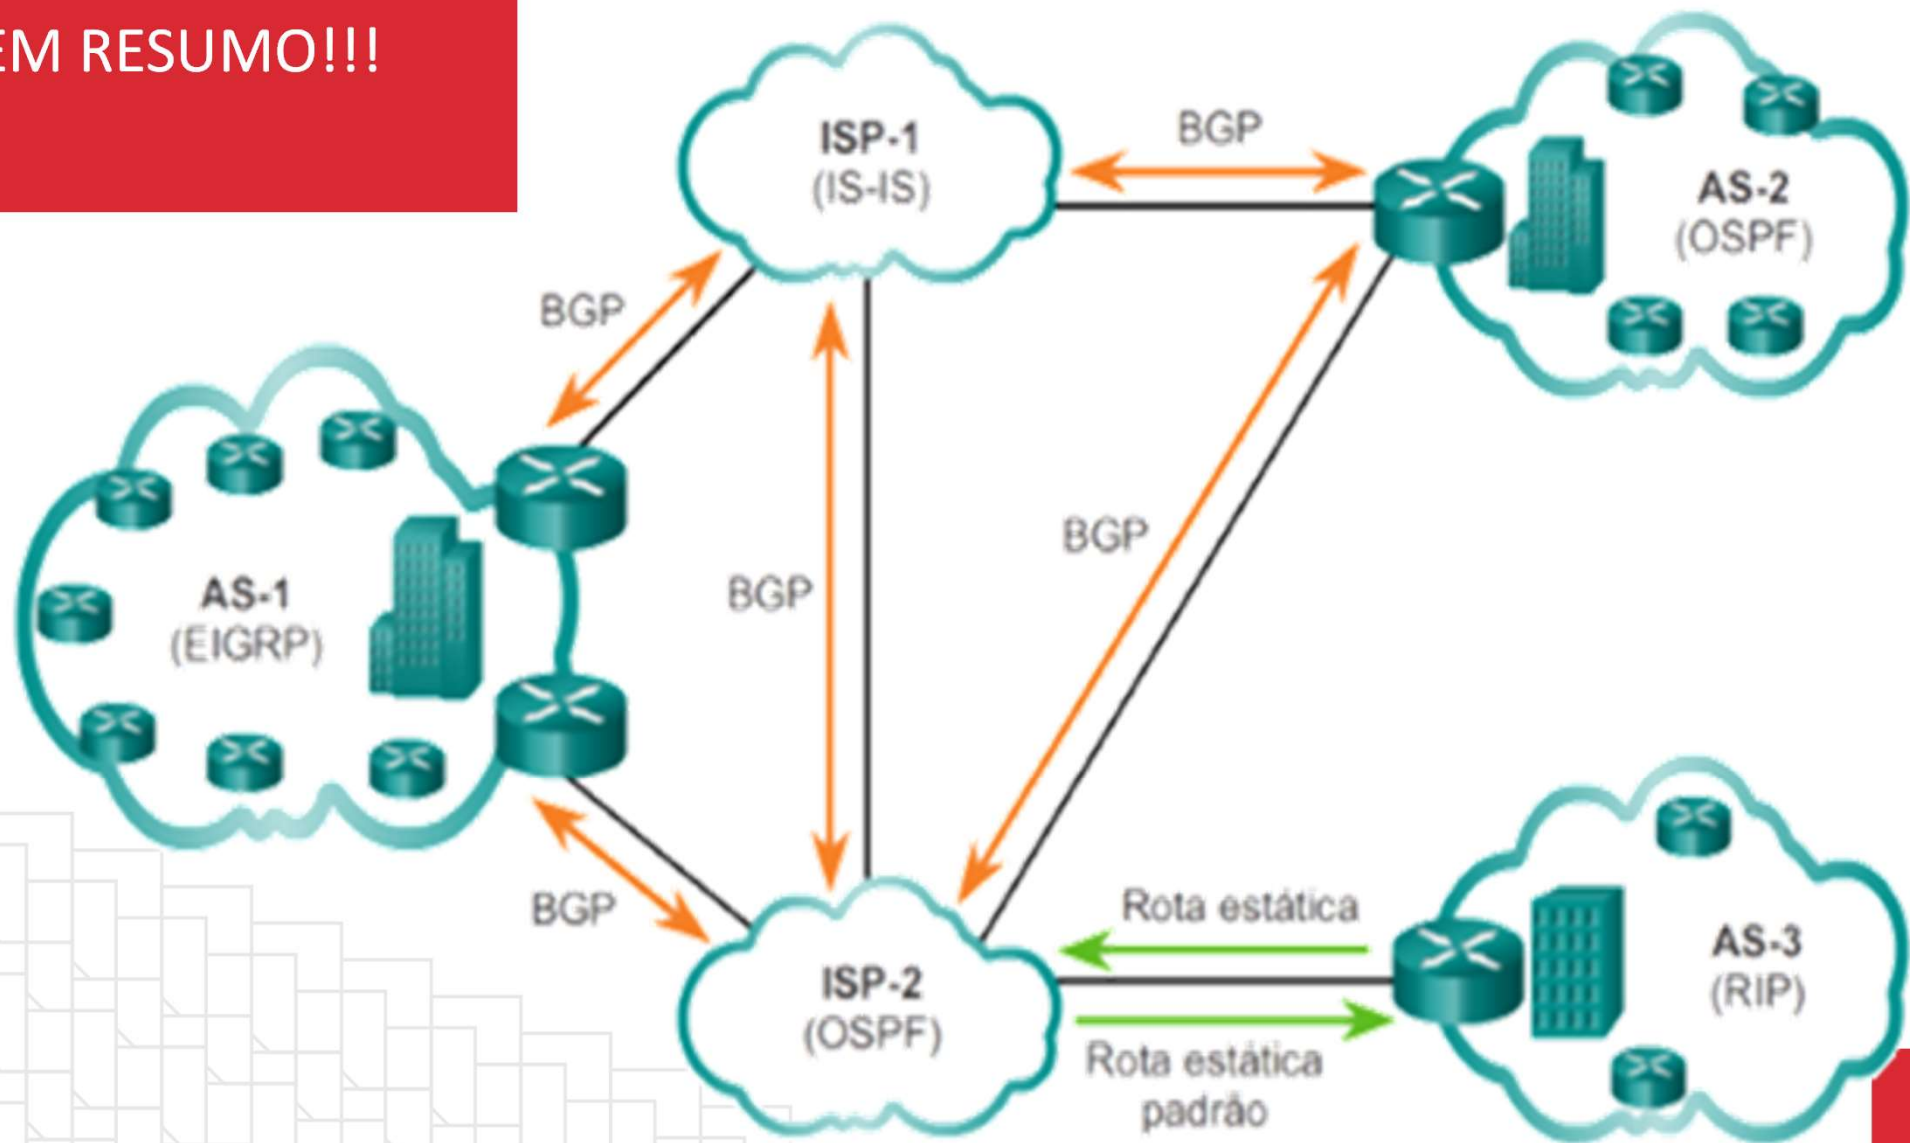 EM RESUMO!!!
ISP-1
(IS-IS)
BGP
AS-2
(OSPF)
BGP
AS-1
(EIGRP)
BGP
BGP
BGP
ISP-2
(OSPF)
Rota estática
AS-3
(RIP)
Rota estática
padrão